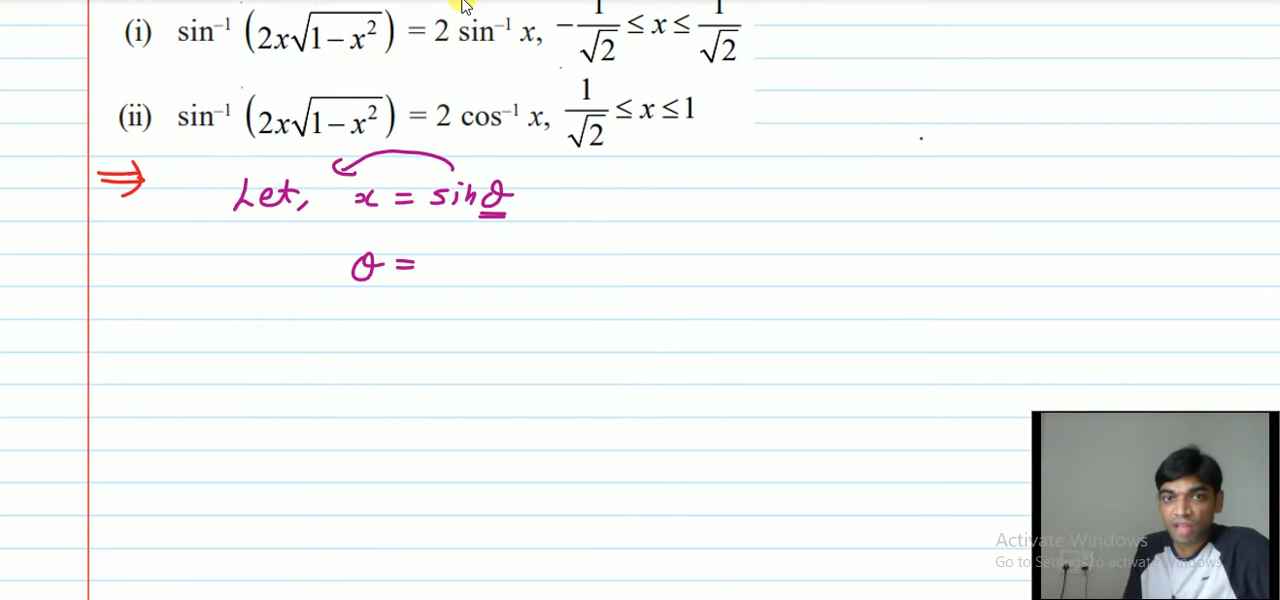 (i) sin⁻¹ (2x√(1 – x²)) = 2 sin⁻¹ x, –1/√2 ≤ x ≤ 1/√2
(ii) sin⁻¹ (2x√(1 – x²)) = 2 cos⁻¹ x, 1/√2 ≤ x ≤ 1
⇒ Let, x = sinθ
θ =
Activate Windows
Go to Settings to activate Windows.